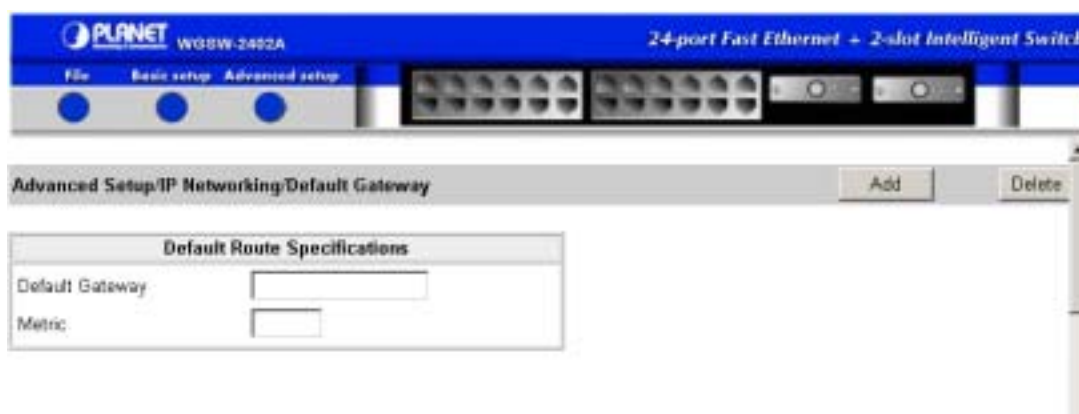 PLANET WGSW-2402A
24-port Fast Ethernet + 2-slot Intelligent Switch
File Basic setup Advanced setup
Advanced Setup/IP Networking/Default Gateway
Add Delete
Default Route Specifications
Default Gateway
Metric